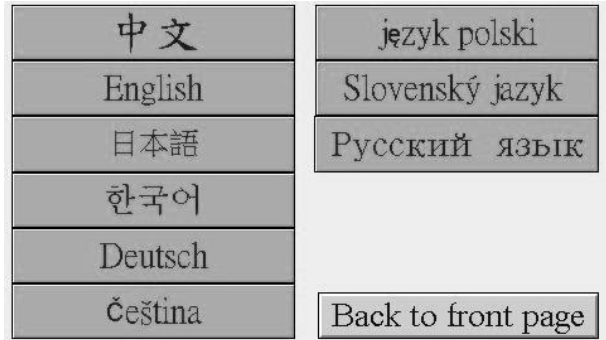 中文
English
日本語
한국어
Deutsch
Čeština
język polski
Slovenský jazyk
Русский язык
Back to front page